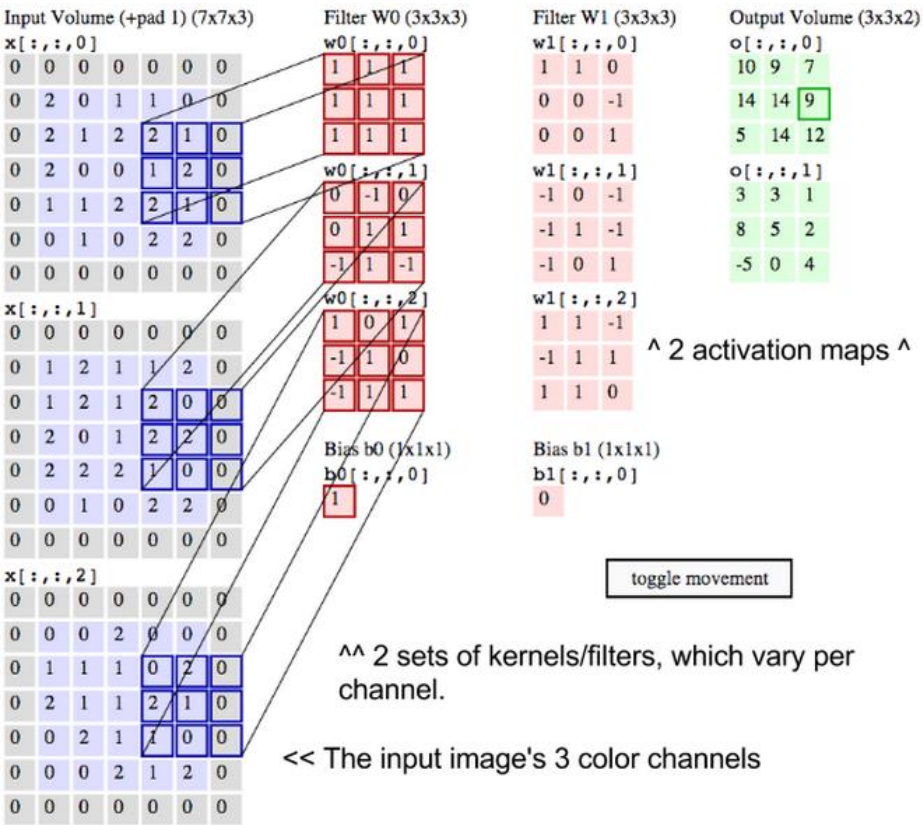 Input Volume (+pad 1) (7x7x3)
x[:,:,0]
0 0 0 0 0 0 0
0 2 0 1 1 0 0
0 2 1 2 2 1 0
0 2 0 0 1 2 0
0 1 1 2 2 1 0
0 0 1 0 2 2 0
0 0 0 0 0 0 0
x[:,:,1]
0 0 0 0 0 0 0
0 1 2 1 1 2 0
0 1 2 1 2 0 0
0 2 0 1 2 2 0
0 2 2 2 1 0 0
0 0 1 0 2 2 0
0 0 0 0 0 0 0
x[:,:,2]
0 0 0 0 0 0 0
0 0 0 2 0 0 0
0 1 1 1 0 2 0
0 2 1 1 2 1 0
0 0 2 1 1 0 0
0 0 0 2 1 2 0
0 0 0 0 0 0 0
Filter W0 (3x3x3)
w0[:,:,0]
1 1 1
1 1 1
1 1 1
w0[:,:,1]
0 -1 0
0 1 1
-1 1 -1
w0[:,:,2]
1 0 1
-1 1 0
-1 1 1
Bias b0 (1x1x1)
b0[:,:,0]
1
Filter W1 (3x3x3)
w1[:,:,0]
1 1 0
0 0 -1
0 0 1
w1[:,:,1]
-1 0 -1
-1 1 -1
-1 0 1
w1[:,:,2]
1 1 -1
-1 1 1
1 1 0
Bias b1 (1x1x1)
b1[:,:,0]
0
Output Volume (3x3x2)
o[:,:,0]
10 9 7
14 14 9
5 14 12
o[:,:,1]
3 3 1
8 5 2
-5 0 4
^ 2 activation maps ^
toggle movement
^^ 2 sets of kernels/filters, which vary per
channel.
<< The input image's 3 color channels